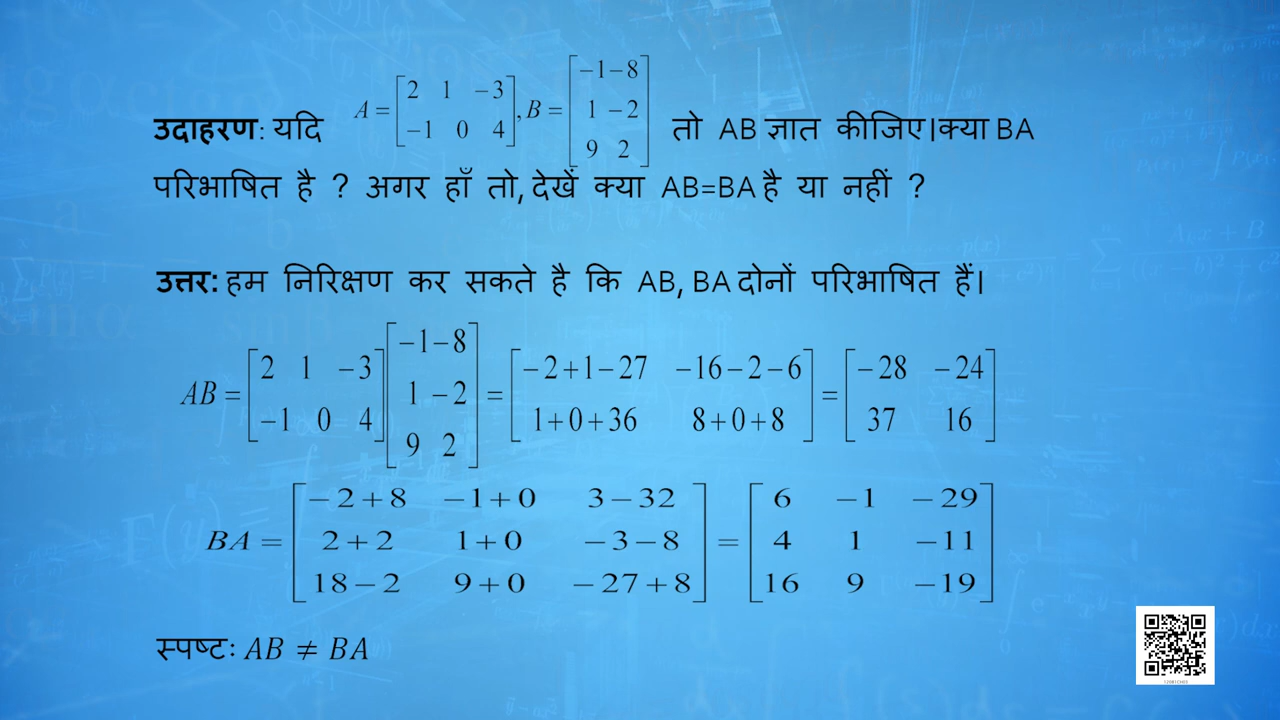 उदाहरण: यदि A = [2 1 −3; −1 0 4], B = [−1−8; 1 −2; 9 2] तो AB ज्ञात कीजिए।क्या BA
परिभाषित है ? अगर हाँ तो, देखें क्या AB=BA है या नहीं ?
उत्तर: हम निरिक्षण कर सकते है कि AB, BA दोनों परिभाषित हैं।
AB = [2 1 −3; −1 0 4][−1−8; 1 −2; 9 2] = [−2+1−27 −16−2−6; 1+0+36 8+0+8] = [−28 −24; 37 16]
BA = [−2+8 −1+0 3−32; 2+2 1+0 −3−8; 18−2 9+0 −27+8] = [6 −1 −29; 4 1 −11; 16 9 −19]
स्पष्टः AB ≠ BA